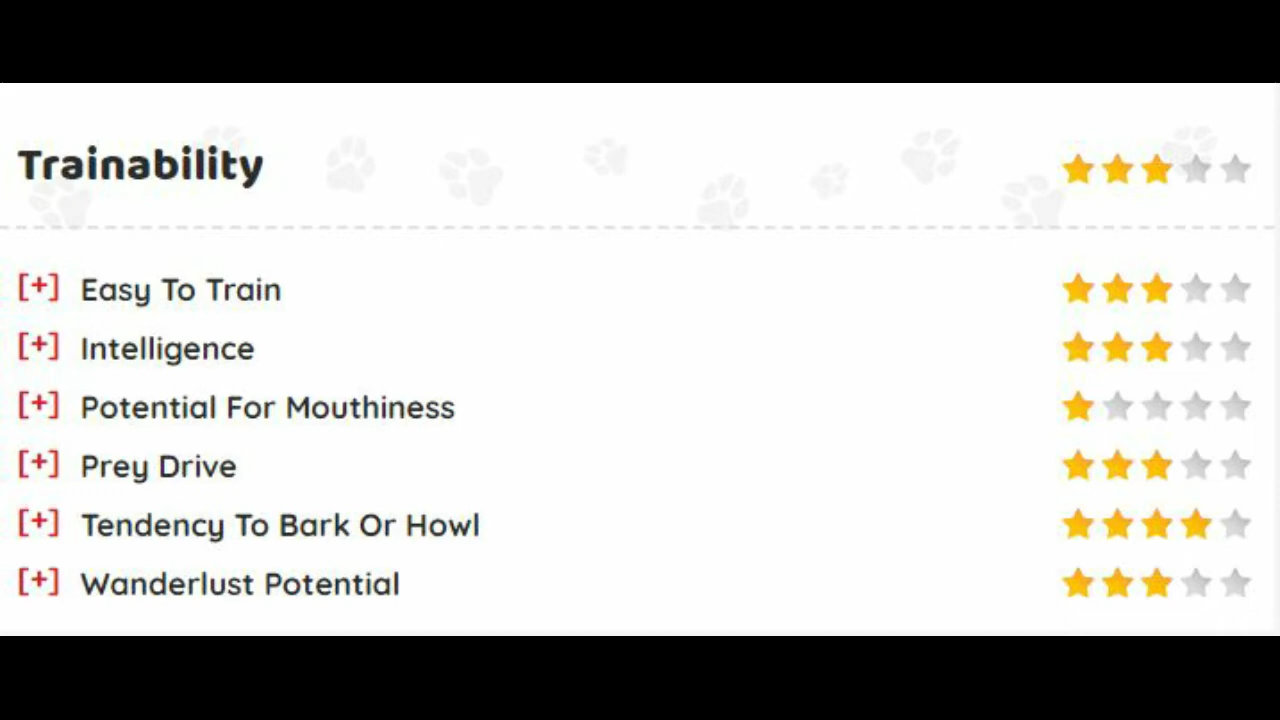 Trainability
[+] Easy To Train
[+] Intelligence
[+] Potential For Mouthiness
[+] Prey Drive
[+] Tendency To Bark Or Howl
[+] Wanderlust Potential